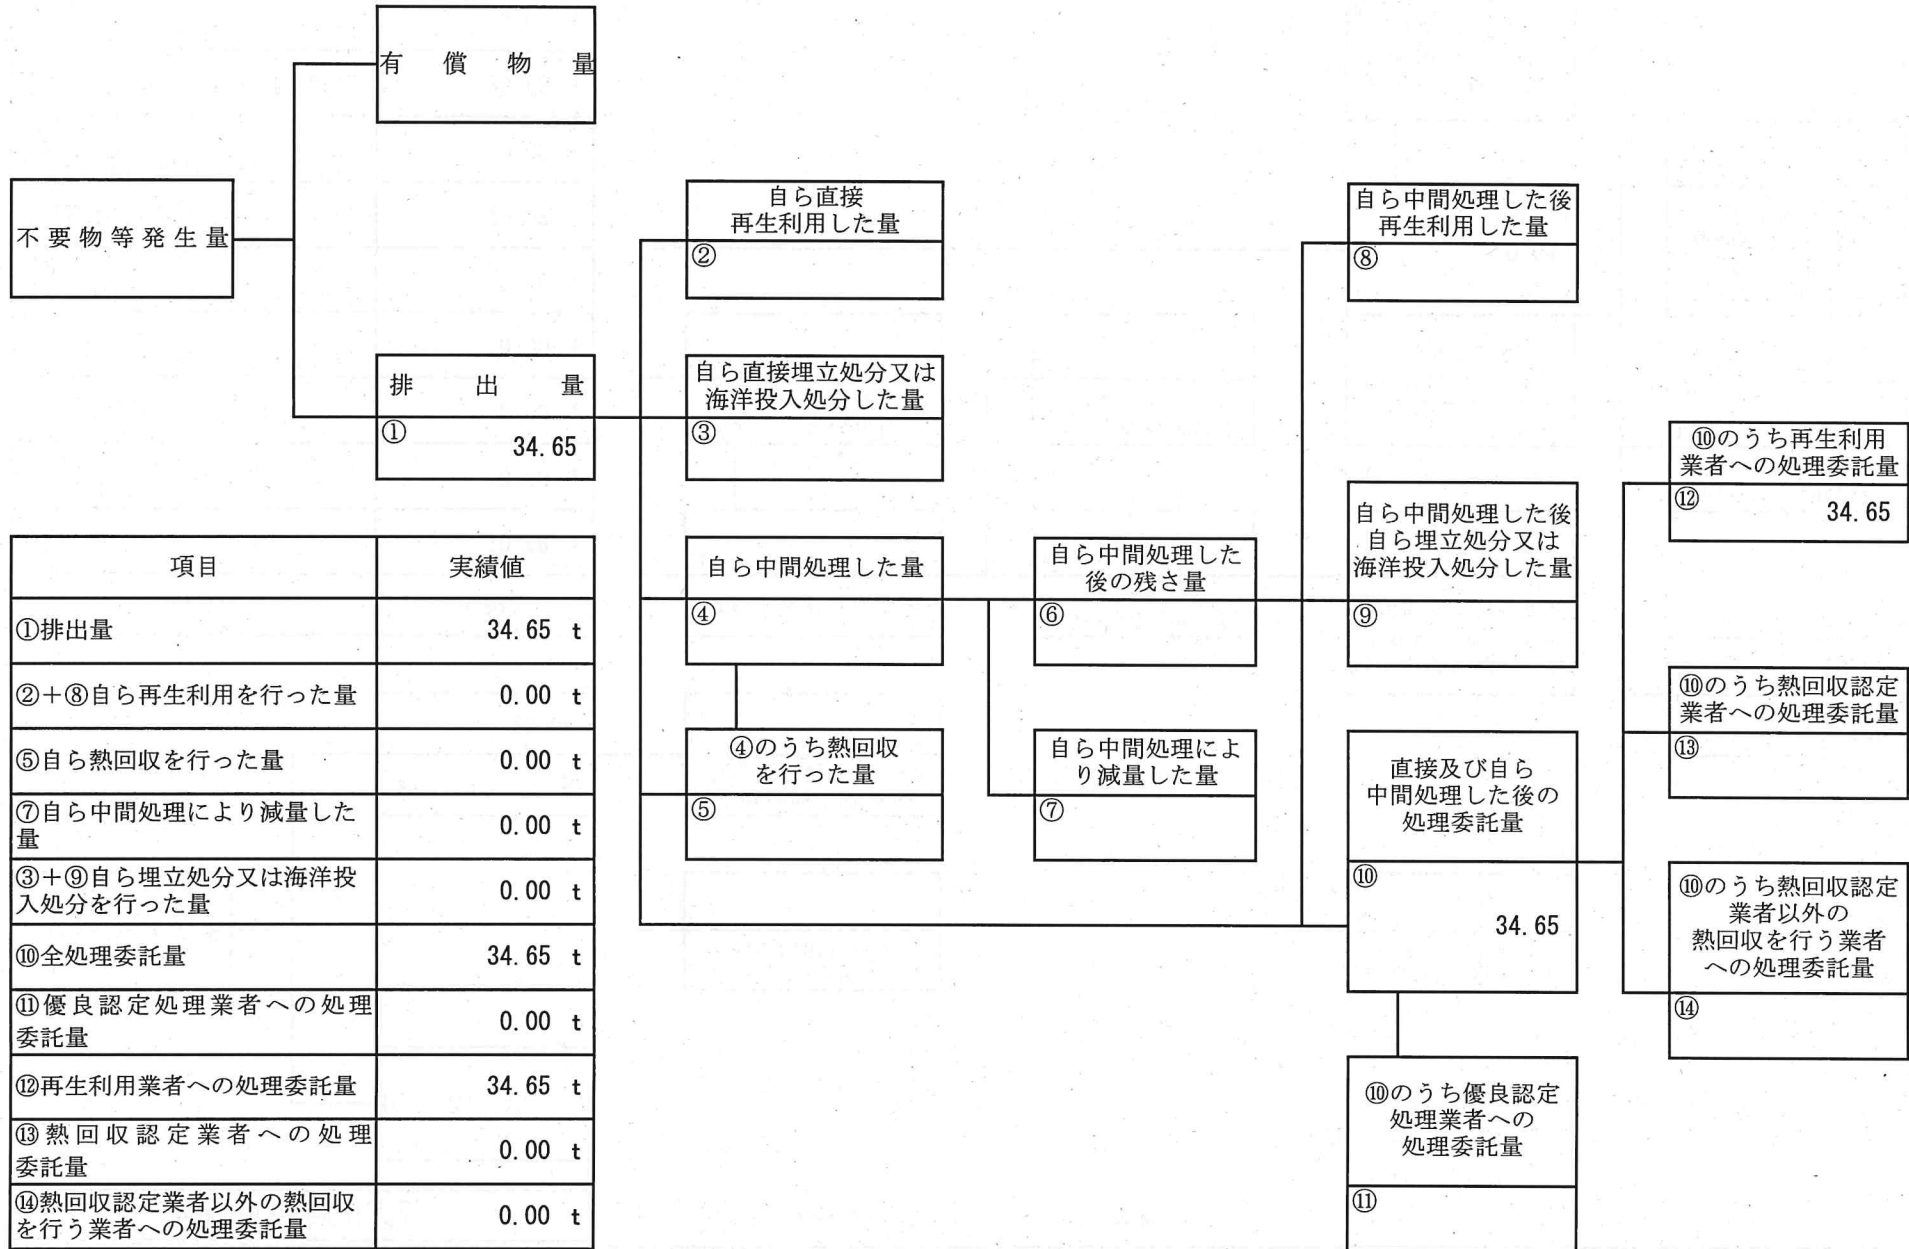 有償物量
不要物等発生量
排出量
①
34.65
自ら直接
再生利用した量
②
自ら直接埋立処分又は
海洋投入処分した量
③
自ら中間処理した量
④
④のうち熱回収
を行った量
⑤
自ら中間処理した
後の残さ量
⑥
自ら中間処理によ
り減量した量
⑦
自ら中間処理した後
再生利用した量
⑧
自ら中間処理した後
自ら埋立処分又は
海洋投入処分した量
⑨
直接及び自ら
中間処理した後の
処理委託量
⑩
34.65
⑩のうち優良認定
処理業者への
処理委託量
⑪
⑩のうち再生利用
業者への処理委託量
⑫
34.65
⑩のうち熱回収認定
業者への処理委託量
⑬
⑩のうち熱回収認定
業者以外の
熱回収を行う業者
への処理委託量
⑭
項目 実績値
①排出量 34.65 t
②+⑧自ら再生利用を行った量 0.00 t
⑤自ら熱回収を行った量 0.00 t
⑦自ら中間処理により減量した
量 0.00 t
③+⑨自ら埋立処分又は海洋投
入処分を行った量 0.00 t
⑩全処理委託量 34.65 t
⑪優良認定処理業者への処理
委託量 0.00 t
⑫再生利用業者への処理委託量 34.65 t
⑬熱回収認定業者への処理
委託量 0.00 t
⑭熱回収認定業者以外の熱回収
を行う業者への処理委託量 0.00 t